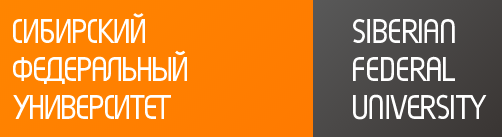 СИБИРСКИЙ
ФЕДЕРАЛЬНЫЙ
УНИВЕРСИТЕТ
SIBERIAN
FEDERAL
UNIVERSITY